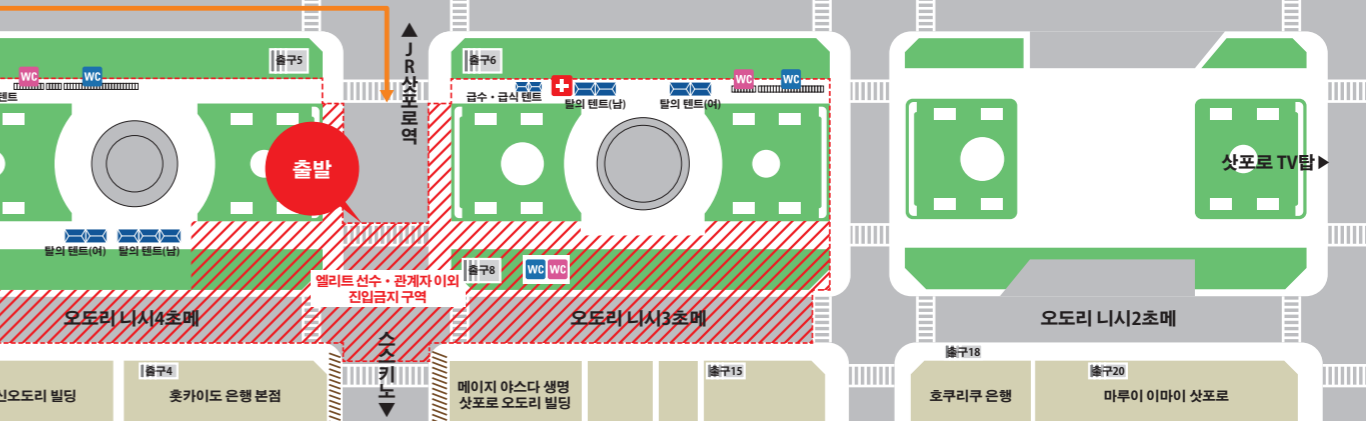 ▲JR삿포로역
출구5
출구6
WC
WC
텐트
급수・급식 텐트
탈의 텐트(남)
탈의 텐트(여)
WC
WC
출발
삿포로 TV탑▶
탈의 텐트(여)
탈의 텐트(남)
출구8
WC
WC
엘리트 선수・관계자 이외
진입금지 구역
오도리 니시4초메
오도리 니시3초메
오도리 니시2초메
스스키노▼
출구4
출구15
출구18
출구20
신오도리 빌딩
홋카이도 은행 본점
메이지 야스다 생명
삿포로 오도리 빌딩
호쿠리쿠 은행
마루이 이마이 삿포로